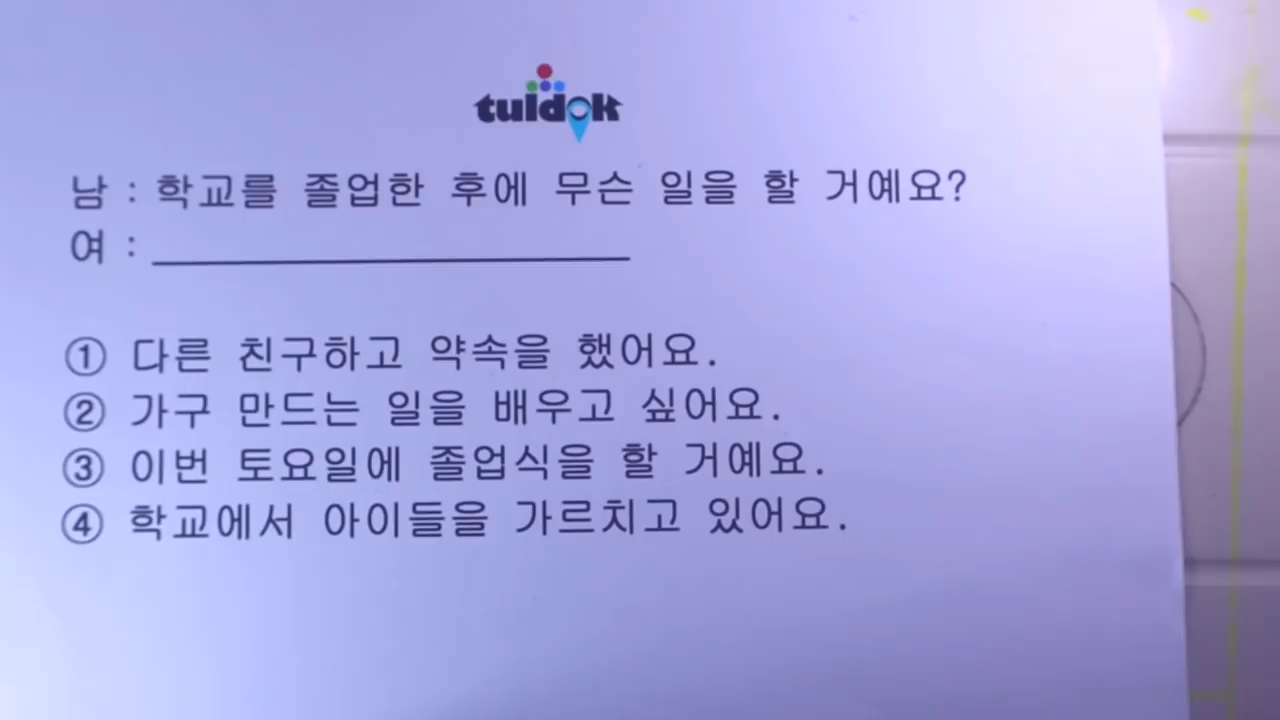 tuldok
남 : 학교를 졸업한 후에 무슨 일을 할 거예요?
여 : ____________________
① 다른 친구하고 약속을 했어요.
② 가구 만드는 일을 배우고 싶어요.
③ 이번 토요일에 졸업식을 할 거예요.
④ 학교에서 아이들을 가르치고 있어요.